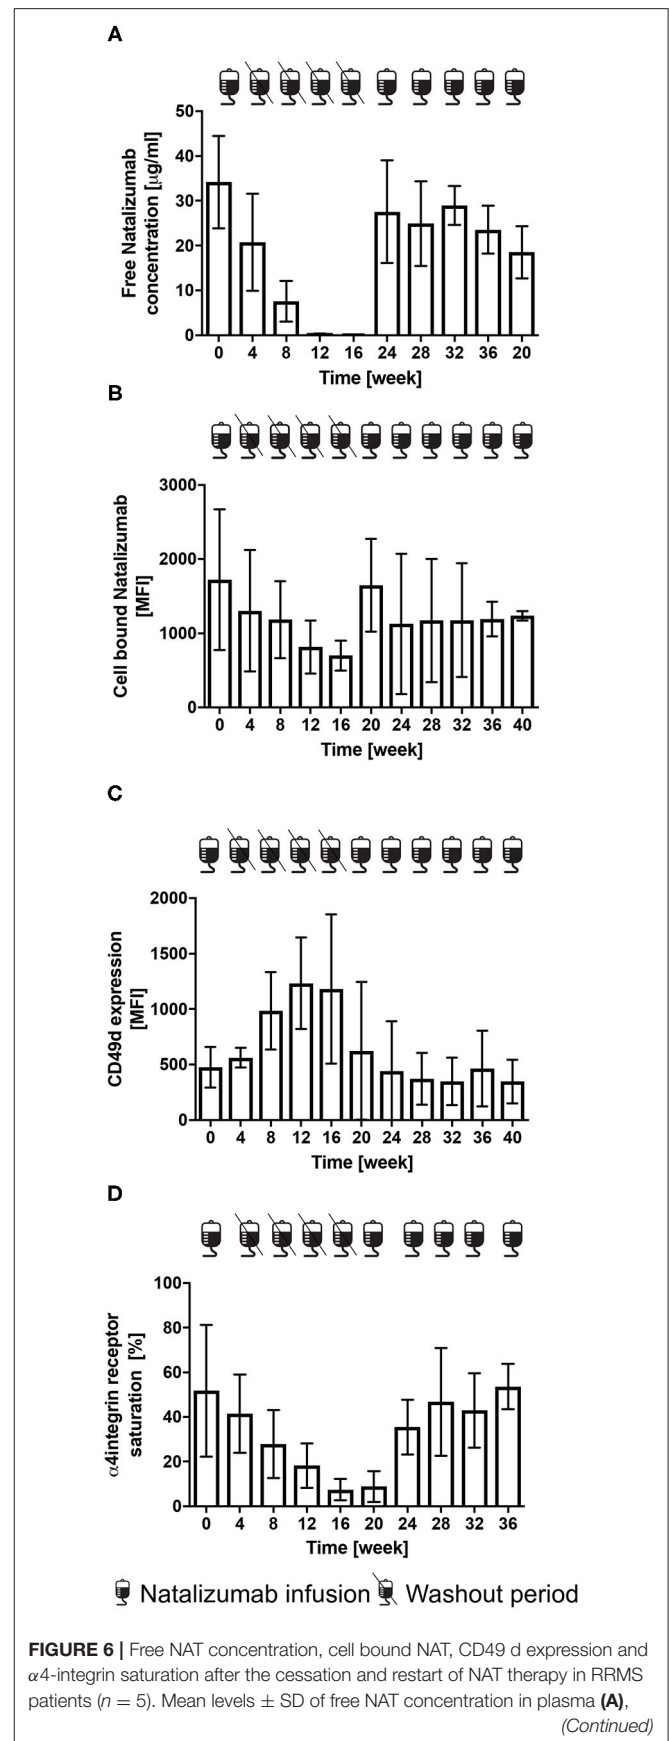 A
Free Natalizumab
concentration [μg/ml]
50
40
30
20
10
0
0 4 8 12 16 24 28 32 36 20
Time [week]
B
Cell bound Natalizumab
[MFI]
3000
2000
1000
0
0 4 8 12 16 20 24 28 32 36 40
Time [week]
C
CD49d expression
[MFI]
2000
1500
1000
500
0
0 4 8 12 16 20 24 28 32 36 40
Time [week]
D
α4integrin receptor
saturation [%]
100
80
60
40
20
0
0 4 8 12 16 20 24 28 32 36
Time [week]
Natalizumab infusion Washout period
FIGURE 6 | Free NAT concentration, cell bound NAT, CD49 d expression and
α4-integrin saturation after the cessation and restart of NAT therapy in RRMS
patients (n = 5). Mean levels ± SD of free NAT concentration in plasma (A),
(Continued)